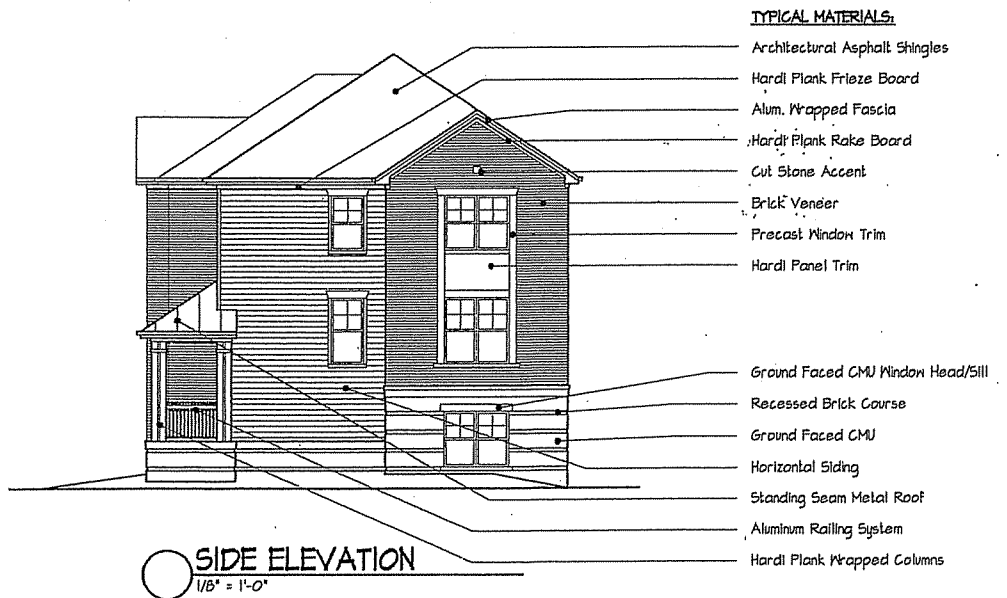 TYPICAL MATERIALS:
Architectural Asphalt Shingles
Hardi Plank Frieze Board
Alum. Wrapped Fascia
Hardi Plank Rake Board
Cut Stone Accent
Brick Veneer
Precast Window Trim
Hardi Panel Trim
Ground Faced CMU Window Head/Sill
Recessed Brick Course
Ground Faced CMU
Horizontal Siding
Standing Seam Metal Roof
Aluminum Railing System
Hardi Plank Wrapped Columns
SIDE ELEVATION
1/8" = 1'-0"